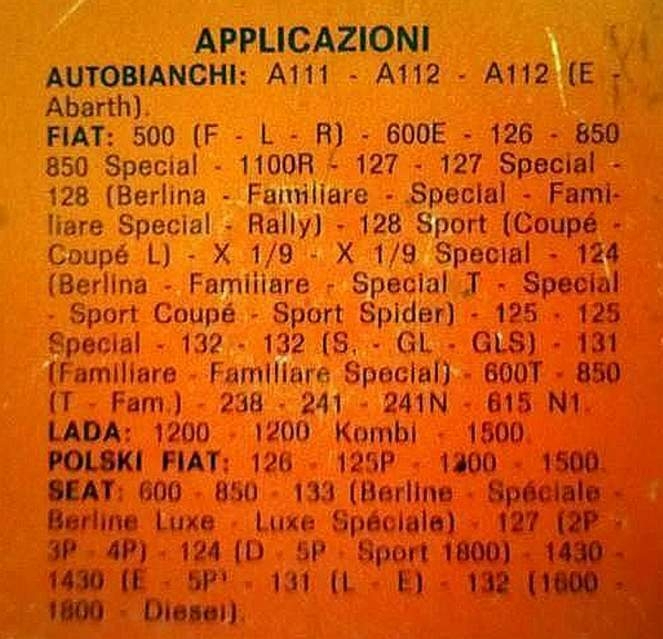 APPLICAZIONI
AUTOBIANCHI: A111 - A112 - A112 (E -
Abarth).
FIAT: 500 (F - L - R) - 600E - 126 - 850
850 Special - 1100R - 127 - 127 Special -
128 (Berlina - Familiare - Special - Fami-
liare Special - Rally) - 128 Sport (Coupé -
Coupé L) - X 1/9 - X 1/9 Special - 124
(Berlina - Familiare - Special T - Special
- Sport Coupé - Sport Spider) - 125 - 125
Special - 132 - 132 (S. - GL - GLS) - 131
(Familiare - Familiare Special) - 600T - 850
(T - Fam.) - 238 - 241 - 241N - 615 N1.
LADA: 1200 - 1200 Kombi - 1500.
POLSKI FIAT: 126 - 125P - 1300 - 1500.
SEAT: 600 - 850 - 133 (Berline - Spéciale -
Berline Luxe - Luxe Spéciale) - 127 (2P -
3P - 4P) - 124 (D - 5P - Sport 1800) - 1430 -
1430 (E - 5P) - 131 (L - E) - 132 (1600 -
1800 - Diesel).